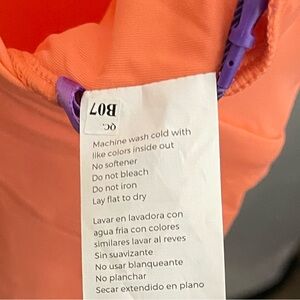 QC.
B07
Machine wash cold with
like colors inside out
No softener
Do not bleach
Do not iron
Lay flat to dry
Lavar en lavadora con
agua fria con colores
similares lavar al reves
Sin suavizante
No usar blanqueante
No planchar
Secar extendido en plano